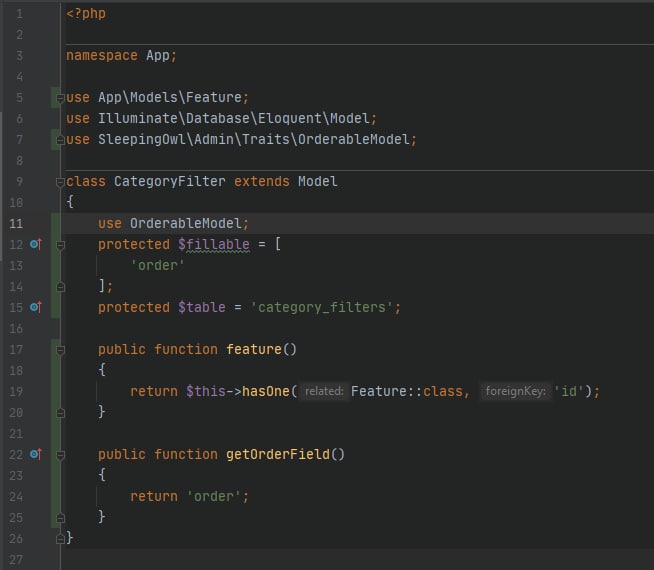 1 <?php
2
3 namespace App;
4
5 use App\Models\Feature;
6 use Illuminate\Database\Eloquent\Model;
7 use SleepingOwl\Admin\Traits\OrderableModel;
8
9 class CategoryFilter extends Model
10 {
11     use OrderableModel;
12     protected $fillable = [
13         'order'
14     ];
15     protected $table = 'category_filters';
16
17     public function feature()
18     {
19         return $this->hasOne( related: Feature::class, foreignKey: 'id');
20     }
21
22     public function getOrderField()
23     {
24         return 'order';
25     }
26 }
27